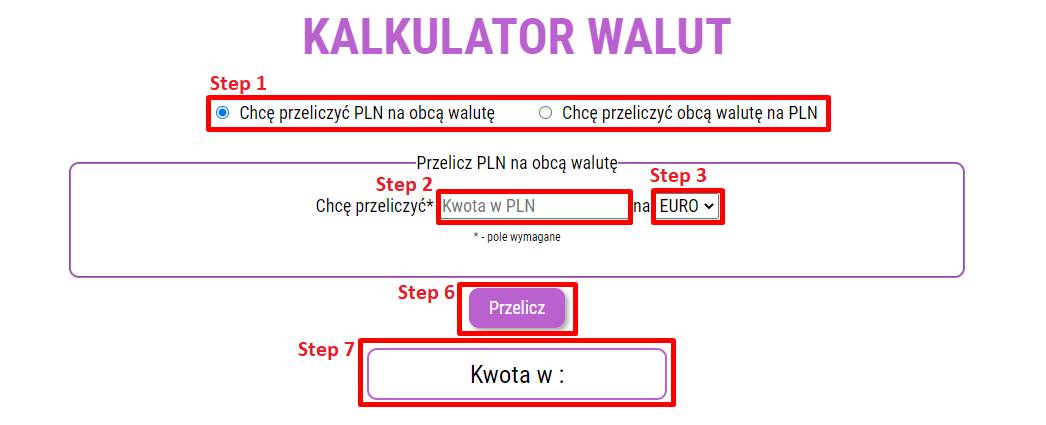 KALKULATOR WALUT
Step 1
Chcę przeliczyć PLN na obcą walutę Chcę przeliczyć obcą walutę na PLN
Przelicz PLN na obcą walutę
Step 2 Step 3
Chcę przeliczyć* Kwota w PLN na EURO
* - pole wymagane
Step 6
Przelicz
Step 7
Kwota w :